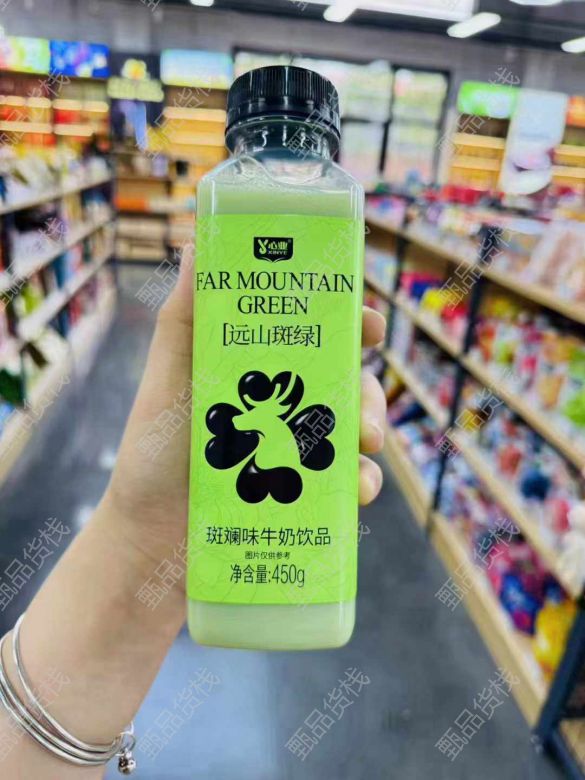 心业
XINYE
FAR MOUNTAIN
GREEN
[远山斑绿]
斑斓味牛奶饮品
图片仅供参考
净含量:450g
甄品货栈